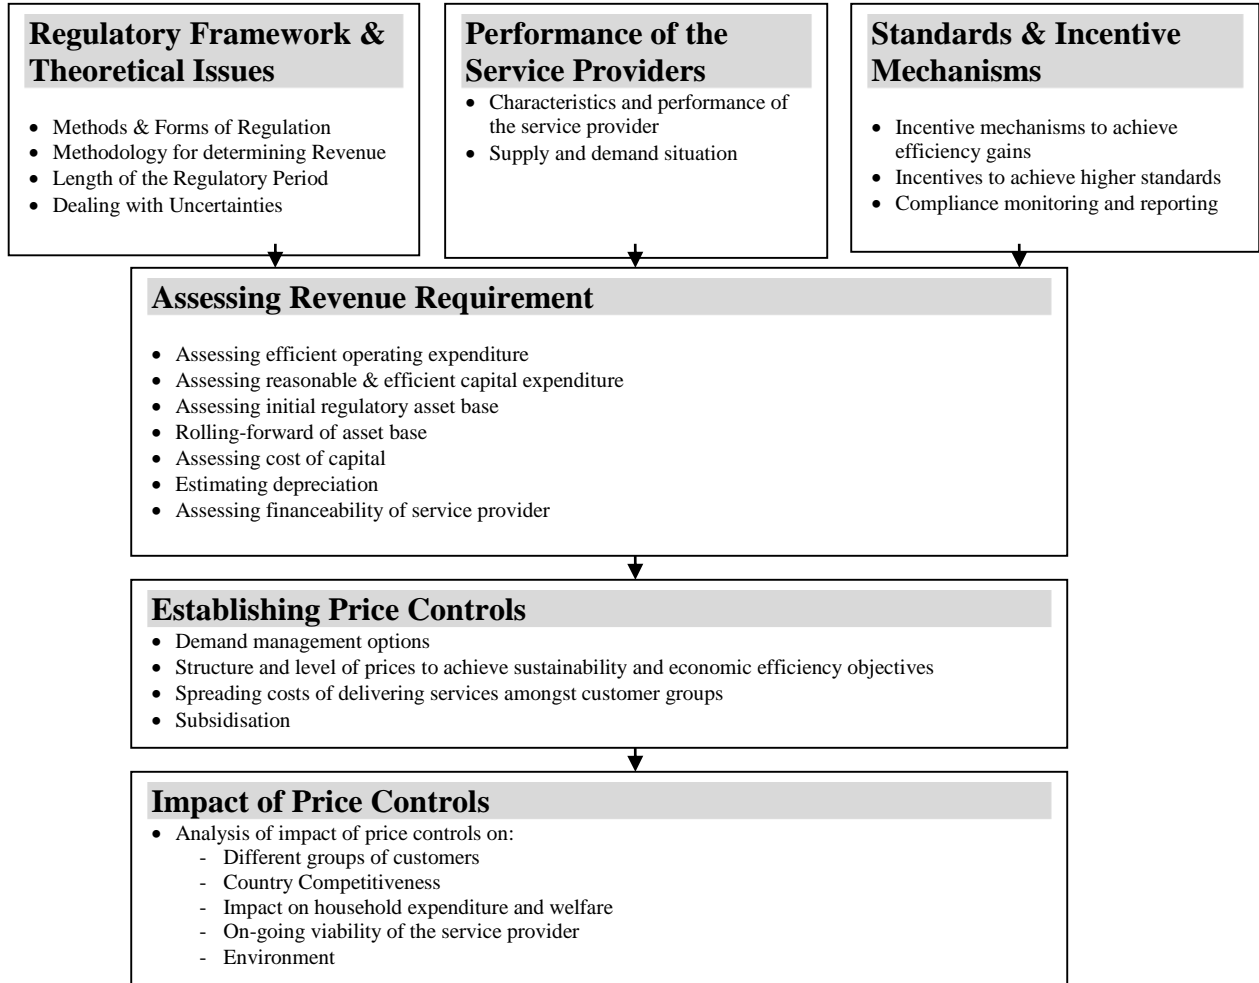 Regulatory Framework &
Theoretical Issues
• Methods & Forms of Regulation
• Methodology for determining Revenue
• Length of the Regulatory Period
• Dealing with Uncertainties
Performance of the
Service Providers
• Characteristics and performance of
the service provider
• Supply and demand situation
Standards & Incentive
Mechanisms
• Incentive mechanisms to achieve
efficiency gains
• Incentives to achieve higher standards
• Compliance monitoring and reporting
Assessing Revenue Requirement
• Assessing efficient operating expenditure
• Assessing reasonable & efficient capital expenditure
• Assessing initial regulatory asset base
• Rolling-forward of asset base
• Assessing cost of capital
• Estimating depreciation
• Assessing financeability of service provider
Establishing Price Controls
• Demand management options
• Structure and level of prices to achieve sustainability and economic efficiency objectives
• Spreading costs of delivering services amongst customer groups
• Subsidisation
Impact of Price Controls
• Analysis of impact of price controls on:
- Different groups of customers
- Country Competitiveness
- Impact on household expenditure and welfare
- On-going viability of the service provider
- Environment